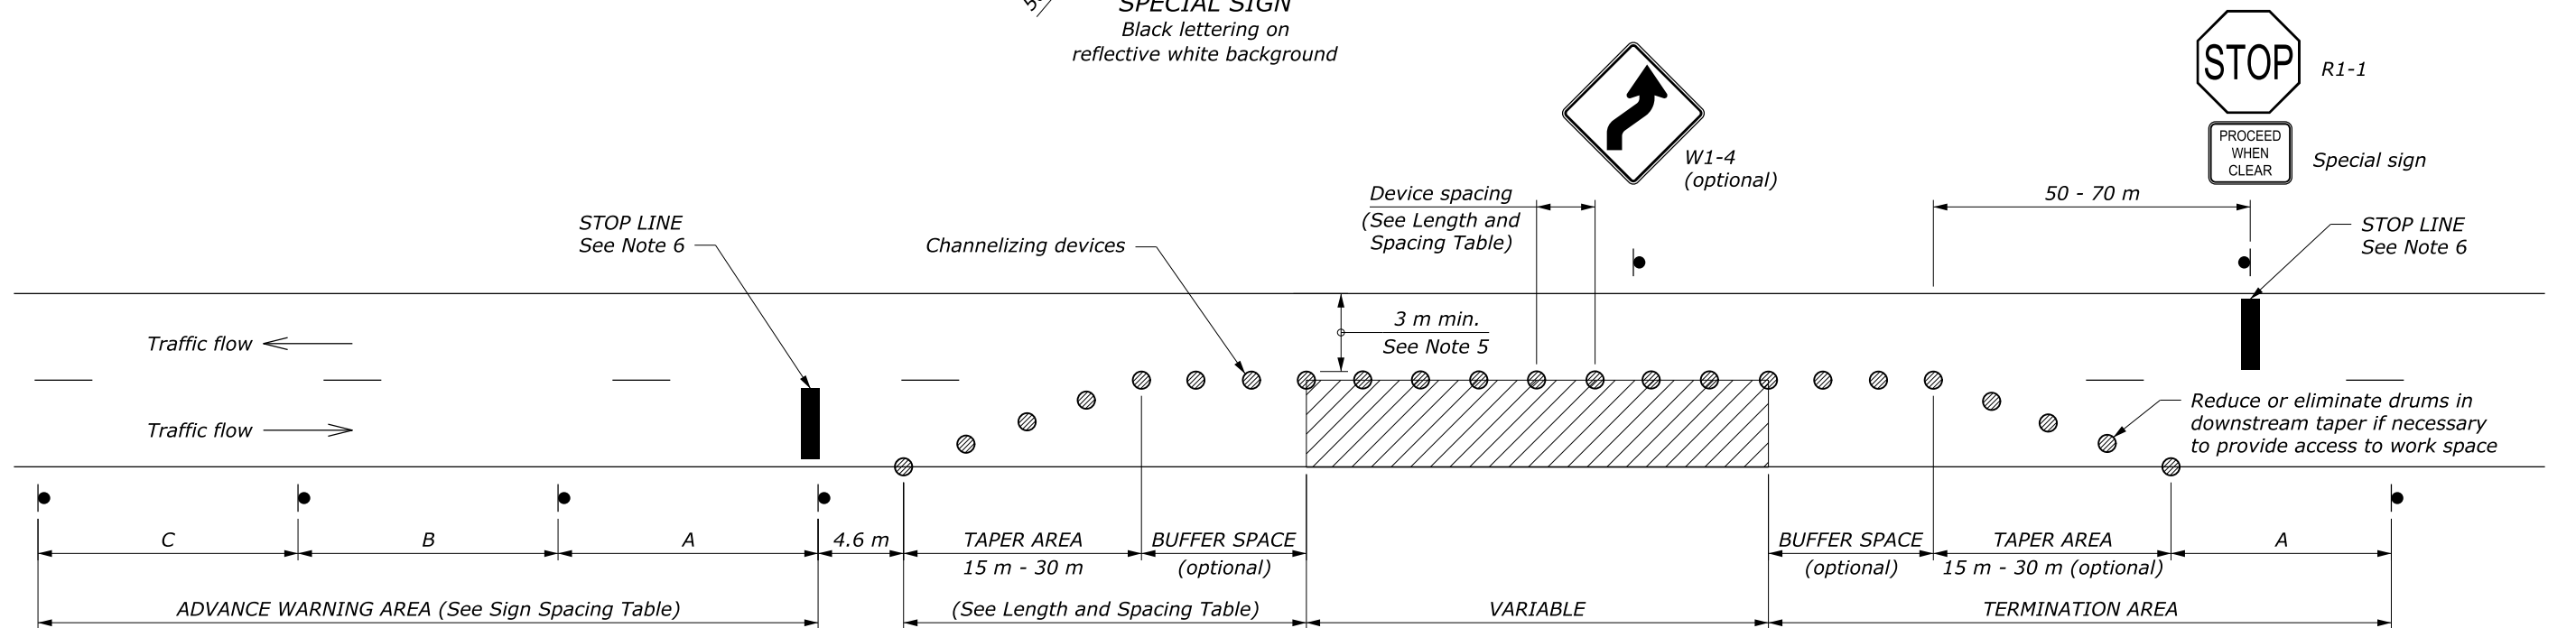 SPECIAL SIGN
Black lettering on
reflective white background
STOP
R1-1
PROCEED
WHEN
CLEAR
Special sign
W1-4
(optional)
Device spacing
(See Length and
Spacing Table)
50 - 70 m
STOP LINE
See Note 6
Channelizing devices
STOP LINE
See Note 6
3 m min.
See Note 5
Traffic flow
Traffic flow
Reduce or eliminate drums in
downstream taper if necessary
to provide access to work space
C
B
A
4.6 m
TAPER AREA
15 m - 30 m
BUFFER SPACE
(optional)
BUFFER SPACE
(optional)
TAPER AREA
15 m - 30 m (optional)
A
ADVANCE WARNING AREA (See Sign Spacing Table)
(See Length and Spacing Table)
VARIABLE
TERMINATION AREA